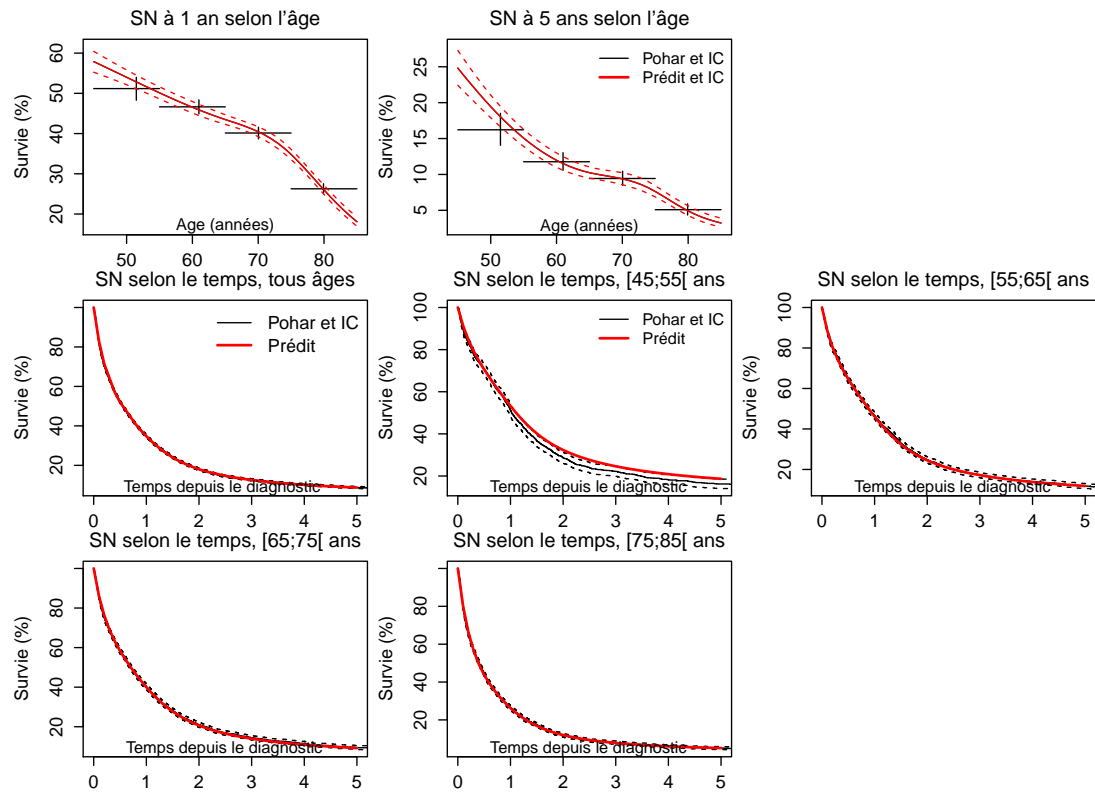 SN à 1 an selon l'âge
Survie (%)
60
50
40
30
20
Age (années)
50 60 70 80
SN à 5 ans selon l'âge
Survie (%)
25
20
15
10
5
Pohar et IC
Prédit et IC
Age (années)
50 60 70 80
SN selon le temps, tous âges
Survie (%)
80
60
40
20
Pohar et IC
Prédit
Temps depuis le diagnostic
0 1 2 3 4 5
SN selon le temps, [45;55[ ans
Survie (%)
100
80
60
40
20
Pohar et IC
Prédit
Temps depuis le diagnostic
0 1 2 3 4 5
SN selon le temps, [55;65[ ans
Survie (%)
100
80
60
40
20
Temps depuis le diagnostic
0 1 2 3 4 5
SN selon le temps, [65;75[ ans
Survie (%)
80
60
40
20
Temps depuis le diagnostic
0 1 2 3 4 5
SN selon le temps, [75;85[ ans
Survie (%)
80
60
40
20
Temps depuis le diagnostic
0 1 2 3 4 5